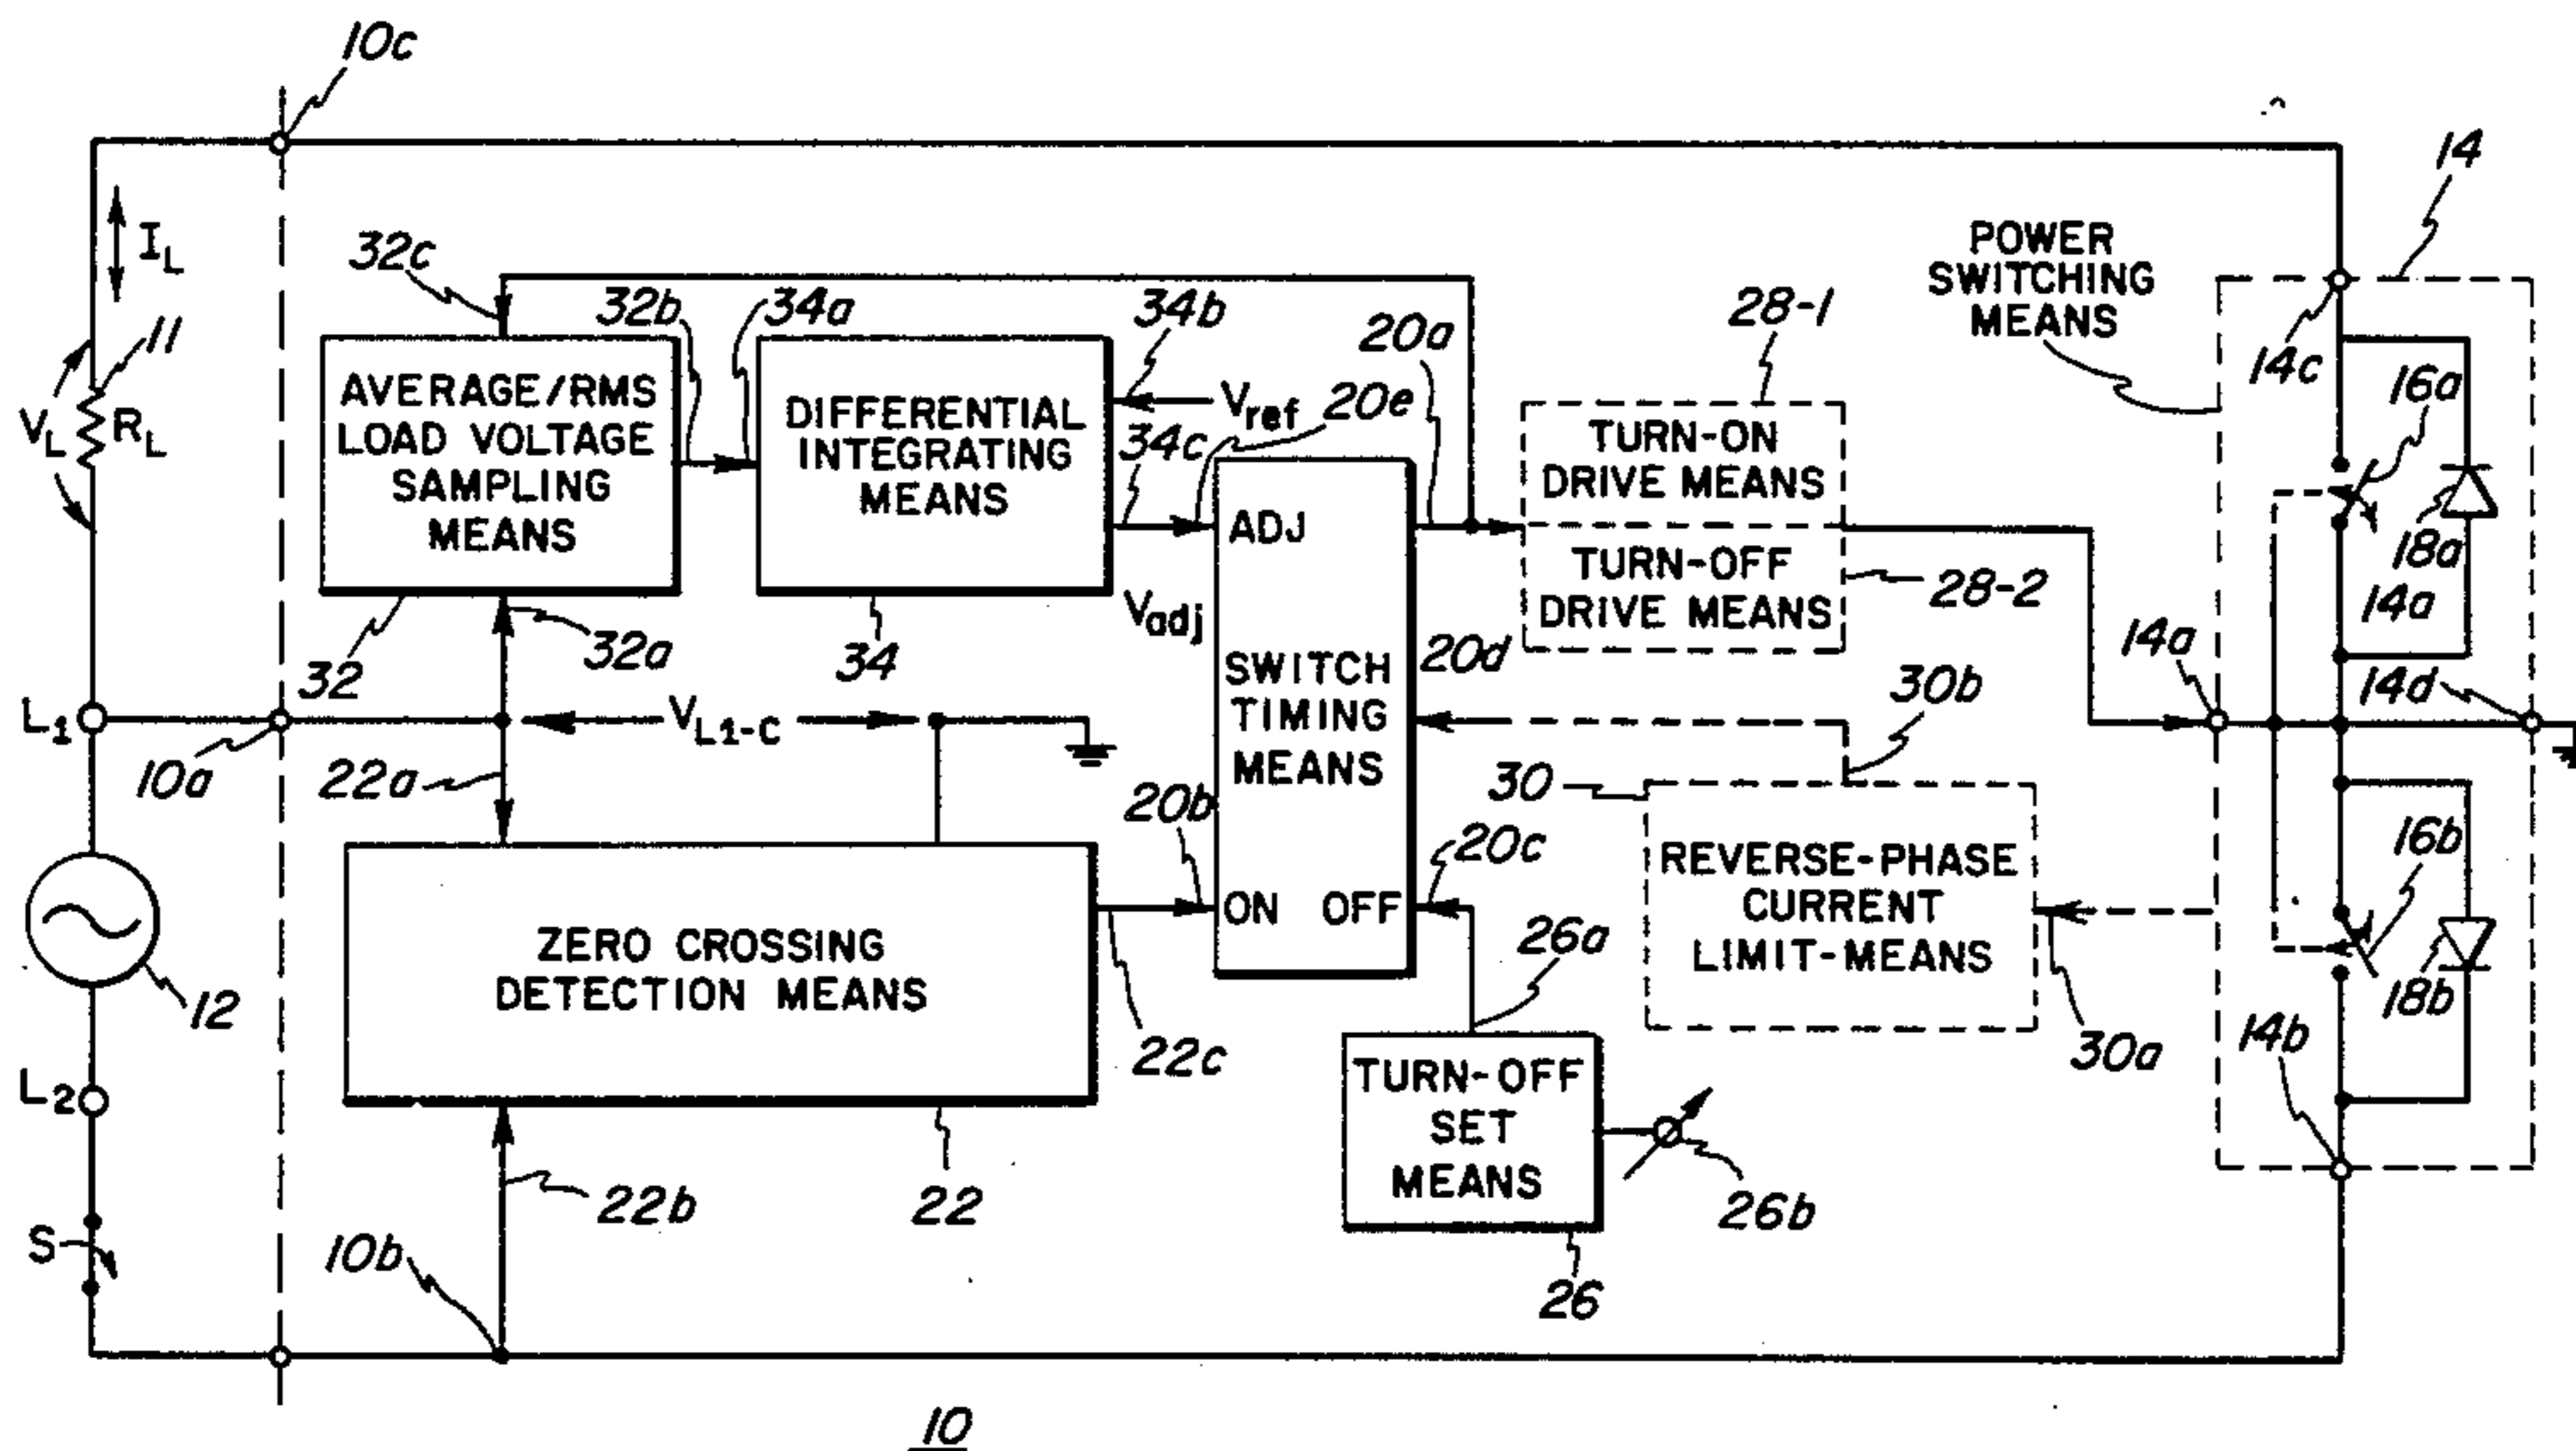 10c
14
POWER
SWITCHING
MEANS
I_L
32c
32b
34a
34b
28-1
20a
14c
16a
11
V_L
R_L
AVERAGE/RMS
LOAD VOLTAGE
SAMPLING
MEANS
DIFFERENTIAL
INTEGRATING
MEANS
V_ref
20e
34c
TURN-ON
DRIVE MEANS
ADJ
TURN-OFF
DRIVE MEANS
28-2
18a
14a
V_adj
32
32a
34
SWITCH
TIMING
MEANS
20d
30b
14a
14d
L_1
10a
V_L1-C
22a
20b
30
20c
REVERSE-PHASE
CURRENT
LIMIT-MEANS
16b
18b
ON
OFF
ZERO CROSSING
DETECTION MEANS
12
26a
22c
30a
14b
L_2
TURN-OFF
SET
MEANS
22b
22
26b
S
10b
26
10